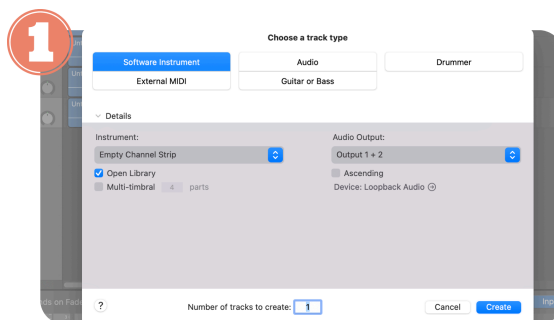 1
Choose a track type
Software Instrument
Audio
Drummer
External MIDI
Guitar or Bass
Details
Instrument:
Audio Output:
Empty Channel Strip
Output 1 + 2
Open Library
Ascending
Multi-timbral 4 parts
Device: Loopback Audio
? Number of tracks to create: 1 Cancel Create